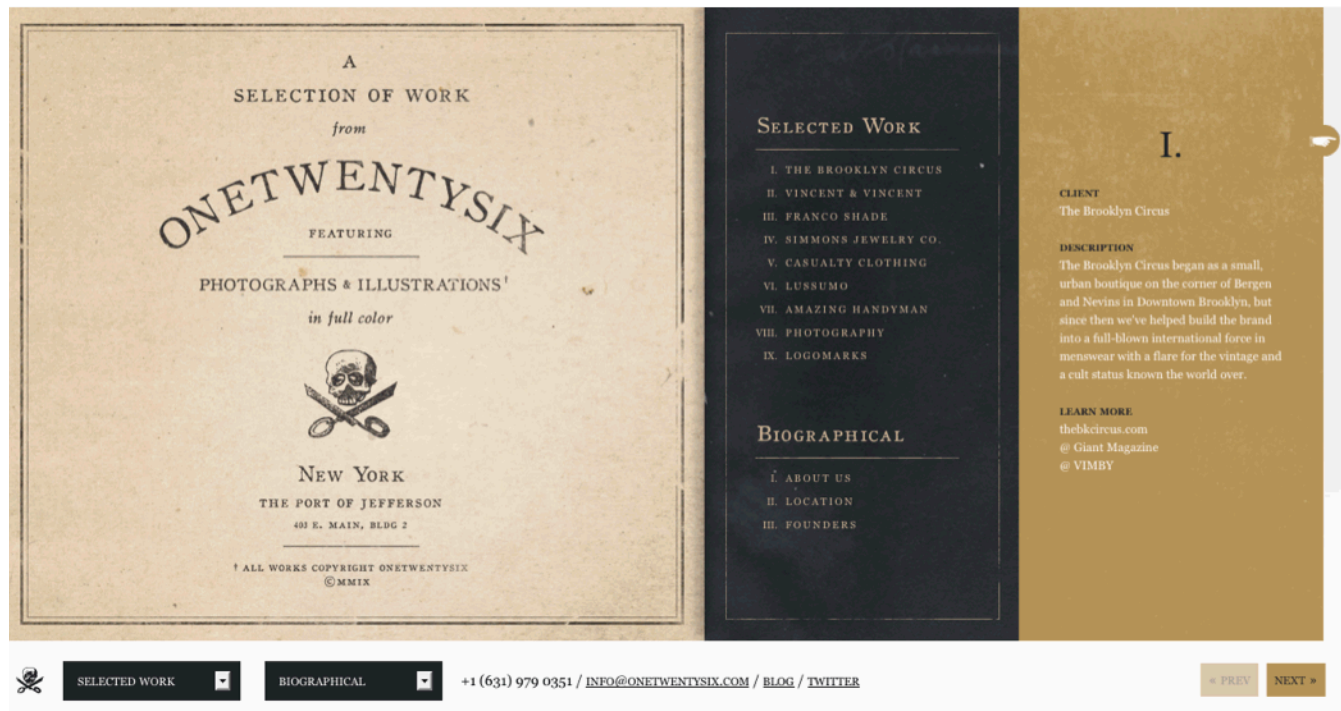 A
SELECTION OF WORK
from
ONETWENTYSIX
FEATURING
PHOTOGRAPHS & ILLUSTRATIONS†
in full color
NEW YORK
THE PORT OF JEFFERSON
403 E. MAIN, BLDG 2
† ALL WORKS COPYRIGHT ONETWENTYSIX
©MMIX
SELECTED WORK
I. THE BROOKLYN CIRCUS
II. VINCENT & VINCENT
III. FRANCO SHADE
IV. SIMMONS JEWELRY CO.
V. CASUALTY CLOTHING
VI. LUSSUMO
VII. AMAZING HANDYMAN
VIII. PHOTOGRAPHY
IX. LOGOMARKS
BIOGRAPHICAL
I. ABOUT US
II. LOCATION
III. FOUNDERS
I.
CLIENT
The Brooklyn Circus
DESCRIPTION
The Brooklyn Circus began as a small,
urban boutique on the corner of Bergen
and Nevins in Downtown Brooklyn, but
since then we've helped build the brand
into a full-blown international force in
menswear with a flare for the vintage and
a cult status known the world over.
LEARN MORE
thebkcircus.com
@ Giant Magazine
@ VIMBY
SELECTED WORK
BIOGRAPHICAL
+1 (631) 979 0351 / INFO@ONETWENTYSIX.COM / BLOG / TWITTER
« PREV
NEXT »